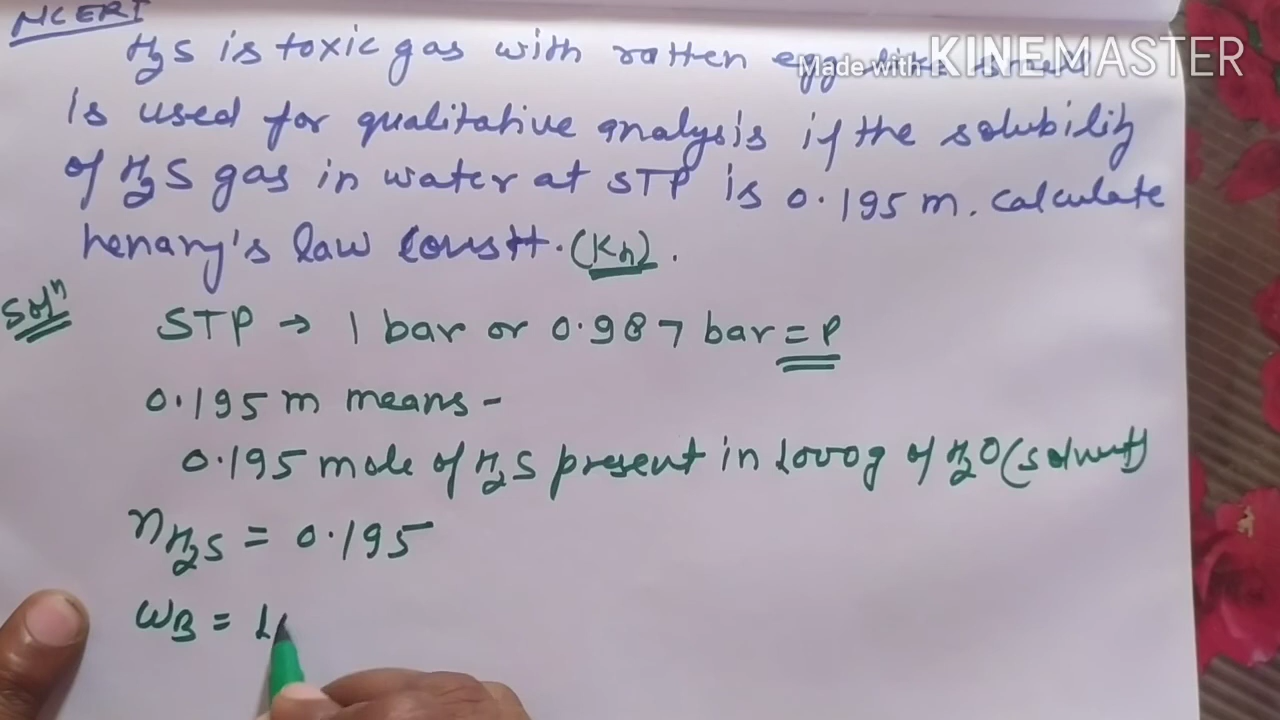 NCERT
H2S is toxic gas with rotten egg like smell
Made with KINEMASTER
is used for qualitative analysis if the solubility
of H2S gas in water at STP is 0.195 m. calculate
henary's law constt. (KH).
Solⁿ
STP → 1 bar or 0.987 bar = P
0.195 m means -
0.195 mole of H2S present in 1000g of H2O (solvent)
nH2S = 0.195
WB = 1